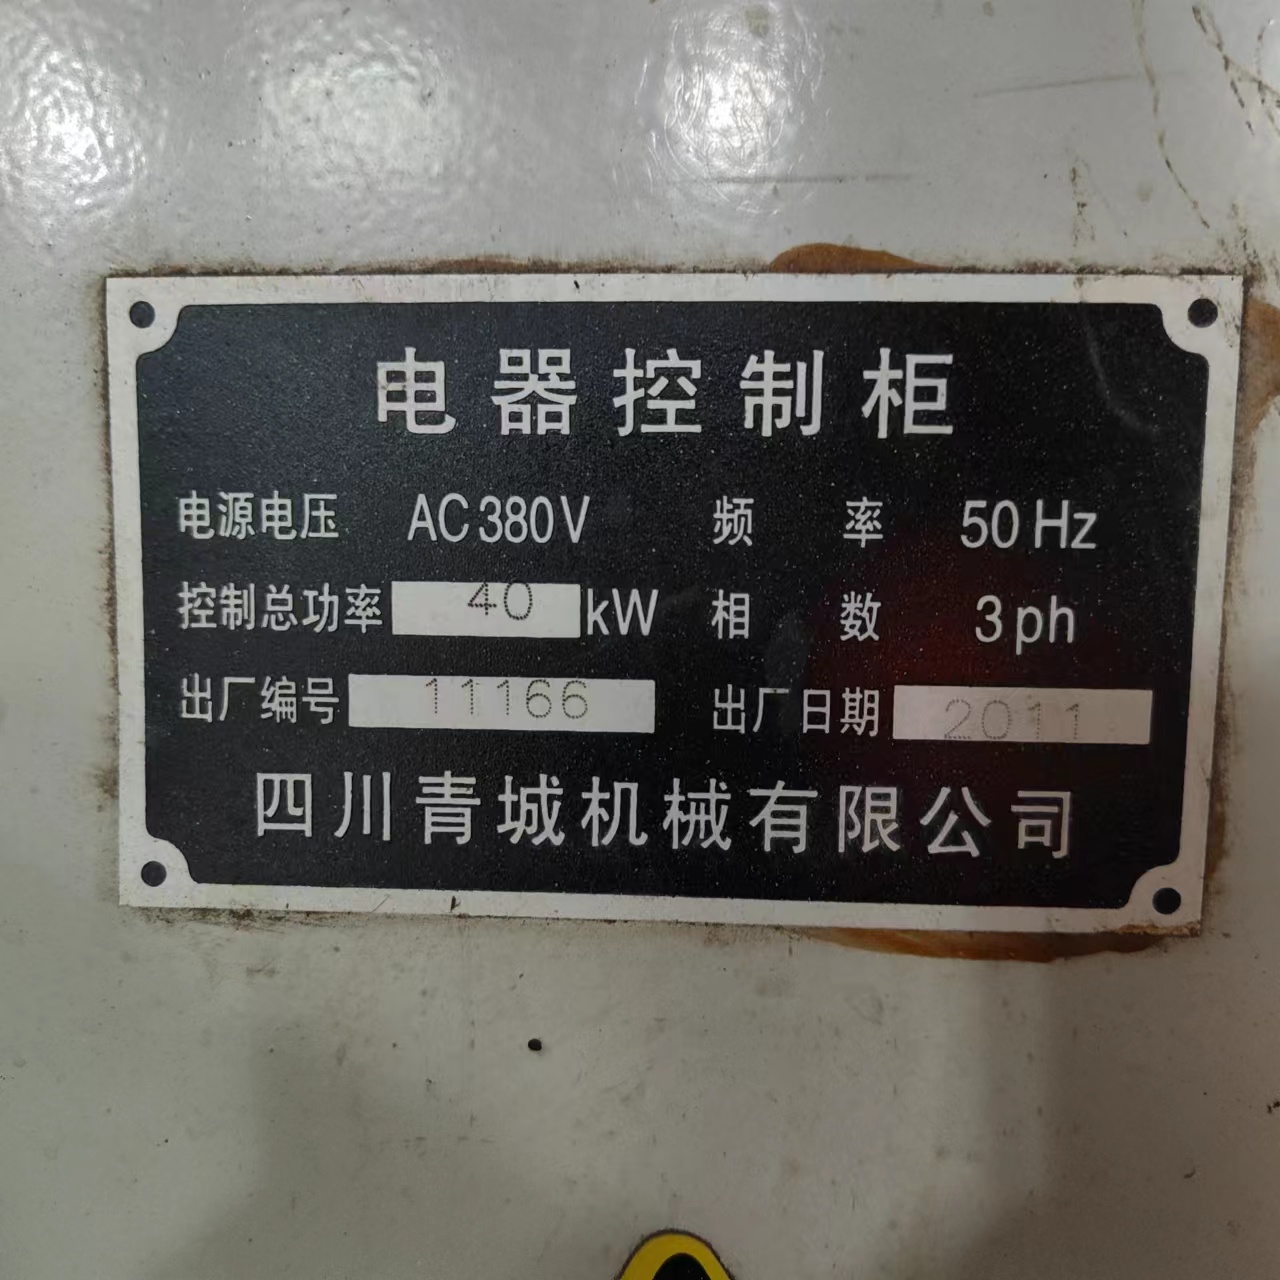 电器控制柜
电源电压 AC380V 频率 50Hz
控制总功率 40 kW 相数 3ph
出厂编号 11166 出厂日期 2011
四川青城机械有限公司